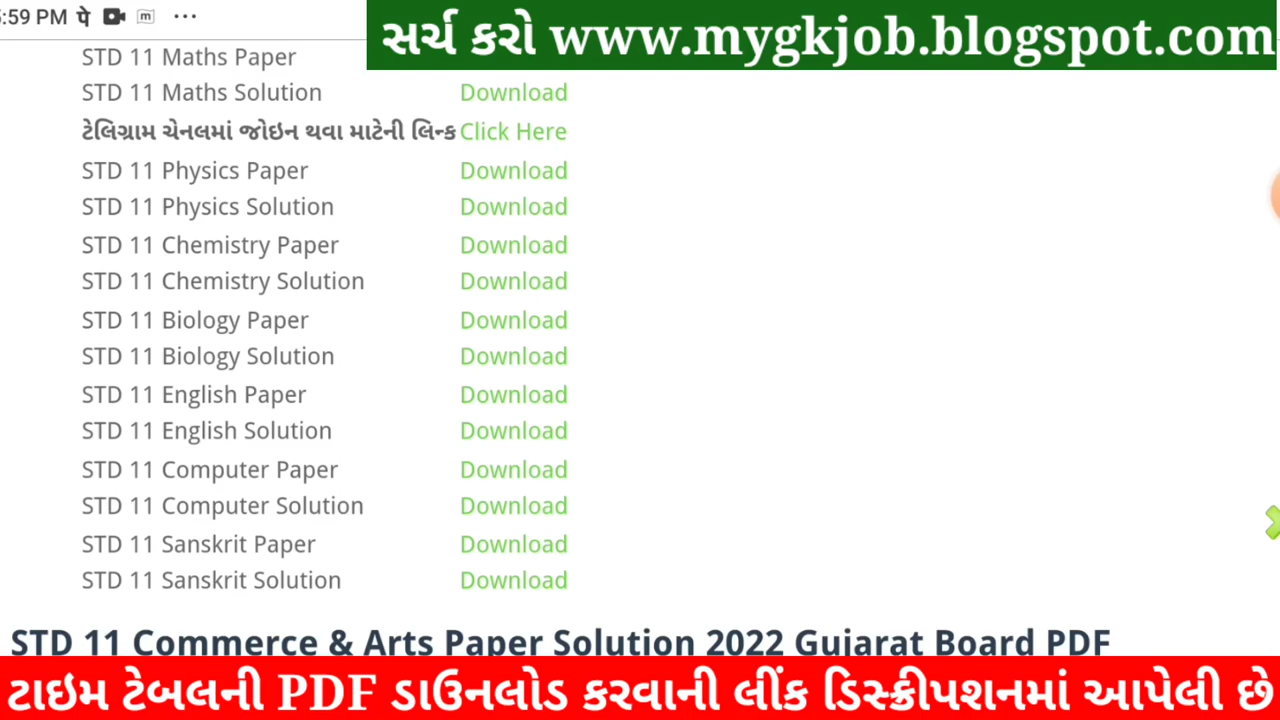 :59 PM पे m ...
સર્ચ કરો www.mygkjob.blogspot.com
STD 11 Maths Paper
STD 11 Maths Solution Download
ટેલિગ્રામ ચેનલમાં જોઇન થવા માટેની લિન્ક Click Here
STD 11 Physics Paper Download
STD 11 Physics Solution Download
STD 11 Chemistry Paper Download
STD 11 Chemistry Solution Download
STD 11 Biology Paper Download
STD 11 Biology Solution Download
STD 11 English Paper Download
STD 11 English Solution Download
STD 11 Computer Paper Download
STD 11 Computer Solution Download
STD 11 Sanskrit Paper Download
STD 11 Sanskrit Solution Download
STD 11 Commerce & Arts Paper Solution 2022 Gujarat Board PDF
ટાઇમ ટેબલની PDF ડાઉનલોડ કરવાની લીંક ડિસ્ક્રીપશનમાં આપેલી છે